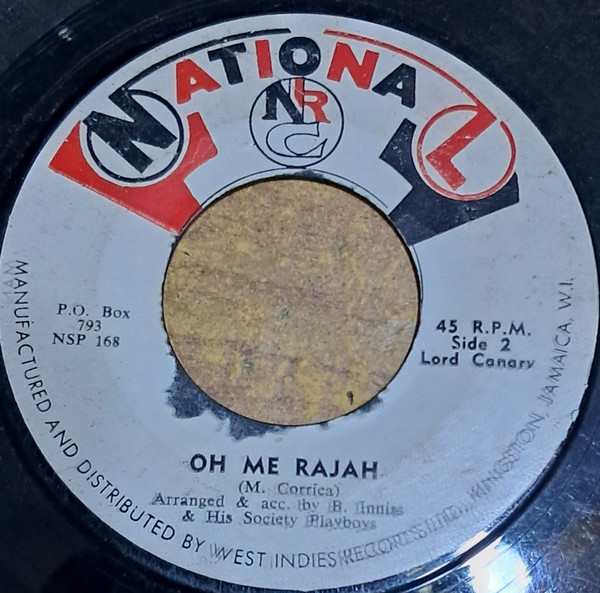 NATIONAL
NRC
P.O. Box
793
NSP 168
45 R.P.M.
Side 2
Lord Canary
OH ME RAJAH
(M. Corrica)
Arranged & acc. by B. Inniss
& His Society Playboys
MANUFACTURED AND DISTRIBUTED BY WEST INDIES RECORDS LTD., KINGSTON JAMAICA, W.I.